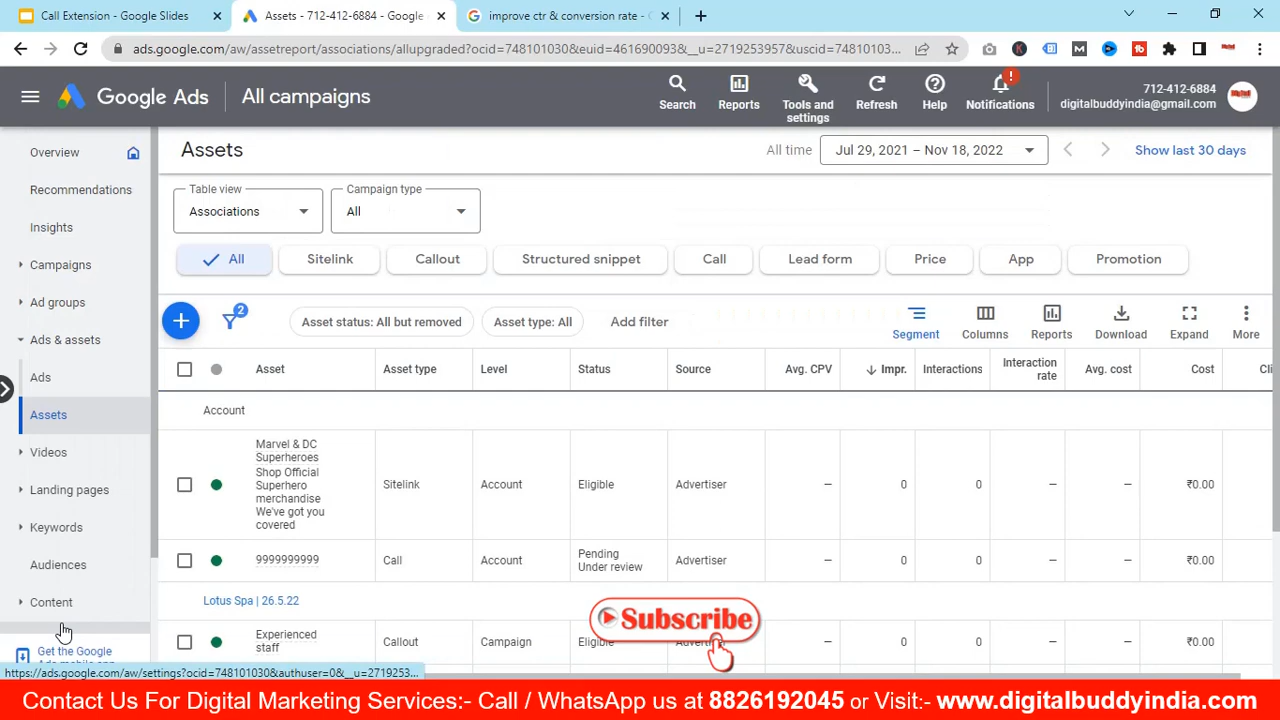 Call Extension - Google Slides
Assets - 712-412-6884 - Google
improve ctr & conversion rate - G
ads.google.com/aw/assetreport/associations/allupgraded?ocid=748101030&euid=461690093&__u=2719253957&uscid=74810103...
Google Ads
All campaigns
Search
Reports
Tools and
settings
Refresh
Help
Notifications
712-412-6884
digitalbuddyindia@gmail.com
Overview
Recommendations
Insights
Campaigns
Ad groups
Ads & assets
Ads
Assets
Videos
Landing pages
Keywords
Audiences
Content
Get the Google
Assets
All time
Jul 29, 2021 – Nov 18, 2022
Show last 30 days
Table view
Associations
Campaign type
All
All
Sitelink
Callout
Structured snippet
Call
Lead form
Price
App
Promotion
2
Asset status: All but removed
Asset type: All
Add filter
Segment
Columns
Reports
Download
Expand
More
Asset Asset type Level Status Source Avg. CPV Impr. Interactions Interaction rate Avg. cost Cost Cli
Account
Marvel & DC
Superheroes
Shop Official
Superhero
merchandise
We've got you
covered
Sitelink Account Eligible Advertiser — 0 0 — — ₹0.00
9999999999 Call Account Pending
Under review Advertiser — 0 0 — — ₹0.00
Lotus Spa | 26.5.22
Experienced
staff
Callout Campaign Eligible Advertiser — 0 0 — — ₹0.00
Subscribe
https://ads.google.com/aw/settings?ocid=748101030&authuser=0&__u=2719253...
Contact Us For Digital Marketing Services:- Call / WhatsApp us at 8826192045 or Visit:- www.digitalbuddyindia.com